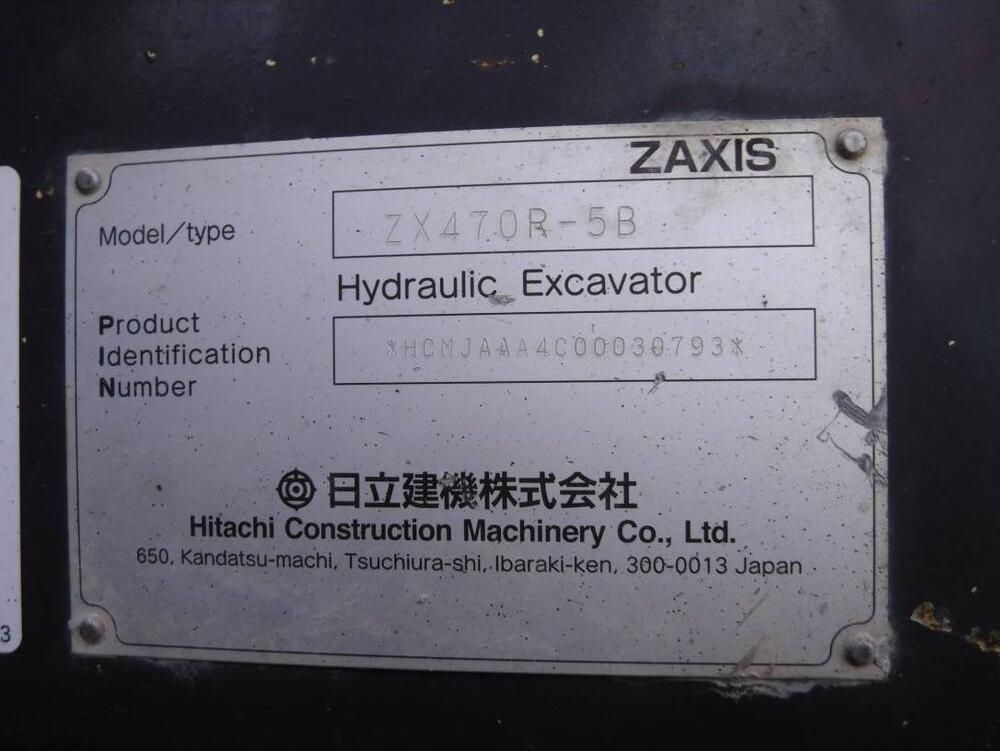 ZAXIS
Model/type
ZX470R-5B
Hydraulic Excavator
Product
Identification
Number
*HCMJAAA4C00030793*
日立建機株式会社
Hitachi Construction Machinery Co., Ltd.
650, Kandatsu-machi, Tsuchiura-shi, Ibaraki-ken, 300-0013 Japan
3